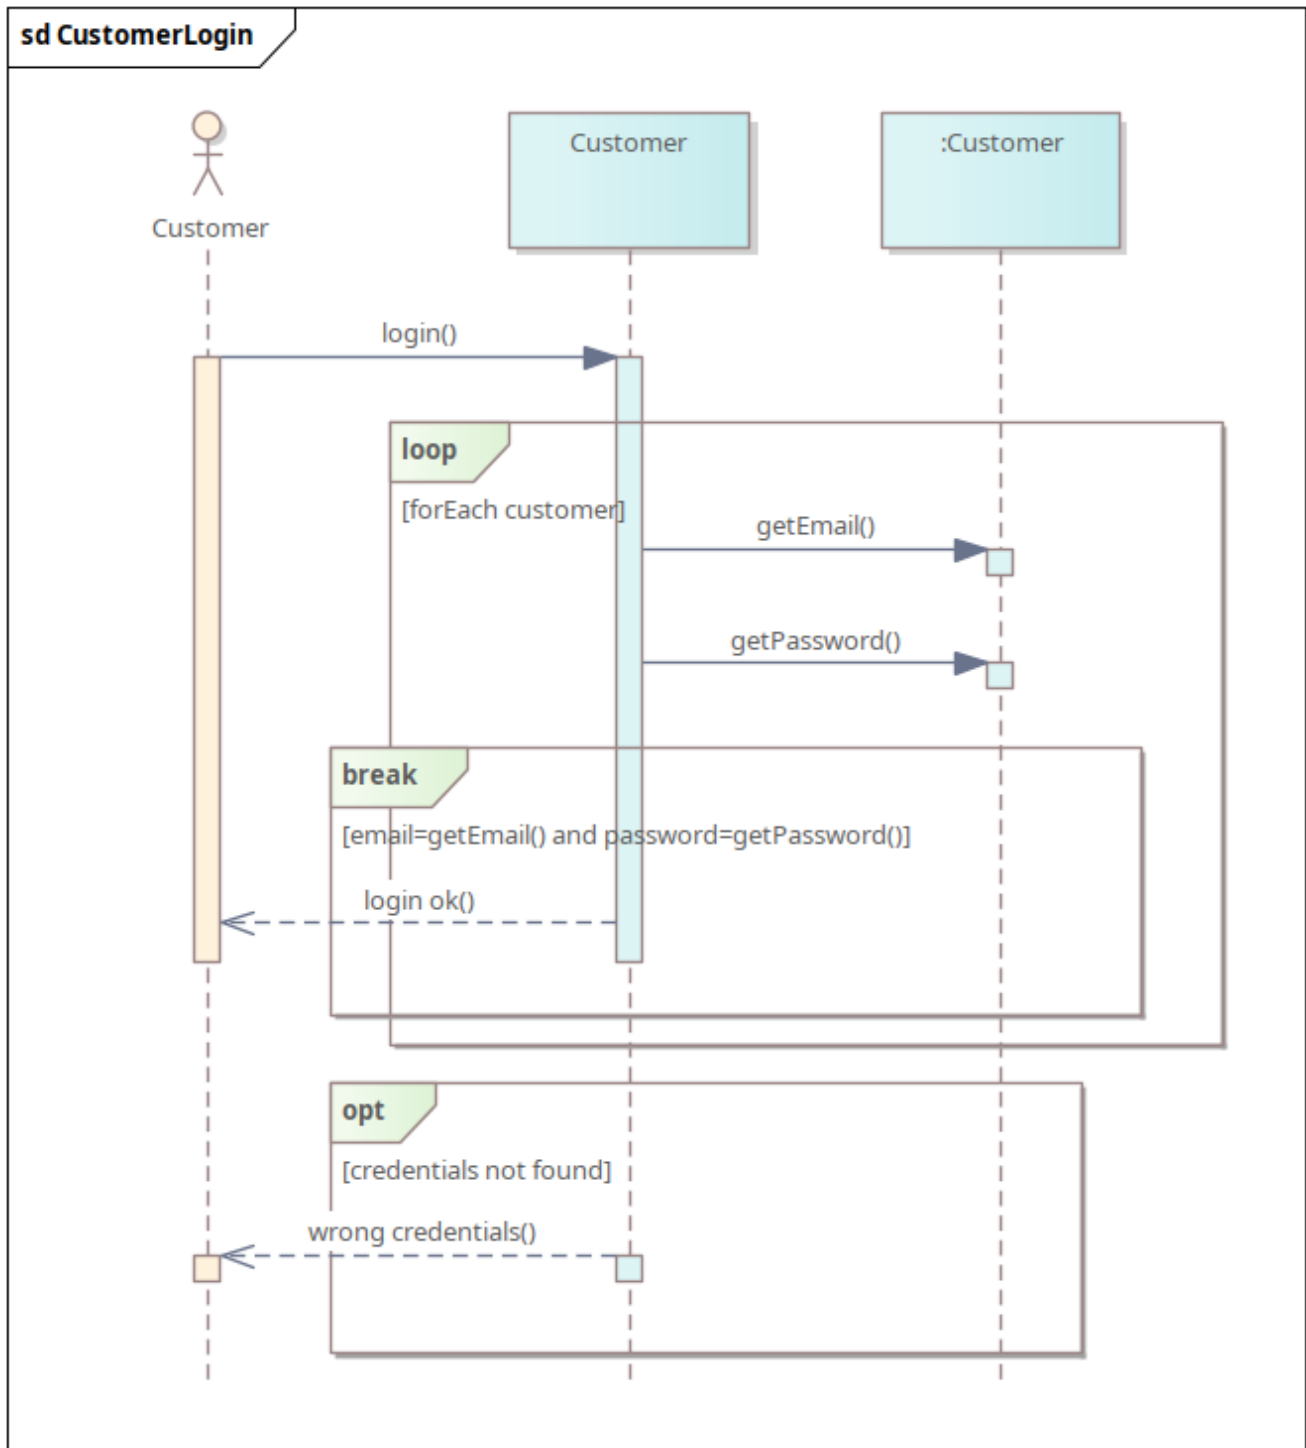 sd CustomerLogin
Customer
Customer
:Customer
login()
loop
[forEach customer]
getEmail()
getPassword()
break
[email=getEmail() and password=getPassword()]
login ok()
opt
[credentials not found]
wrong credentials()